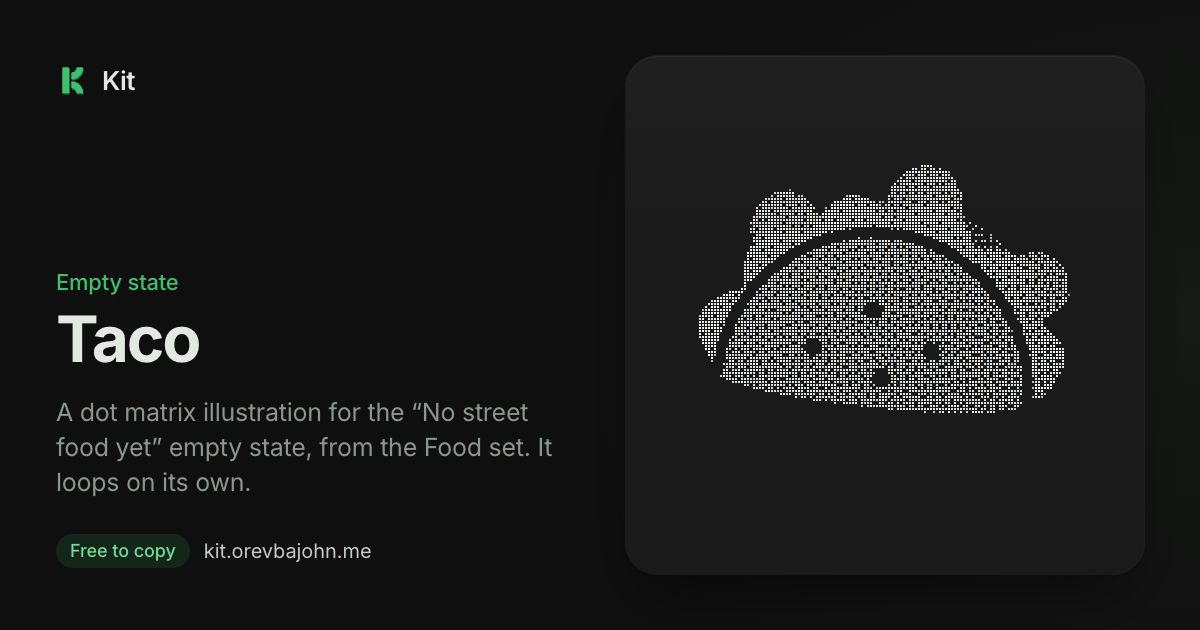 Kit
Empty state
Taco
A dot matrix illustration for the “No street
food yet” empty state, from the Food set. It
loops on its own.
Free to copy
kit.orevbajohn.me